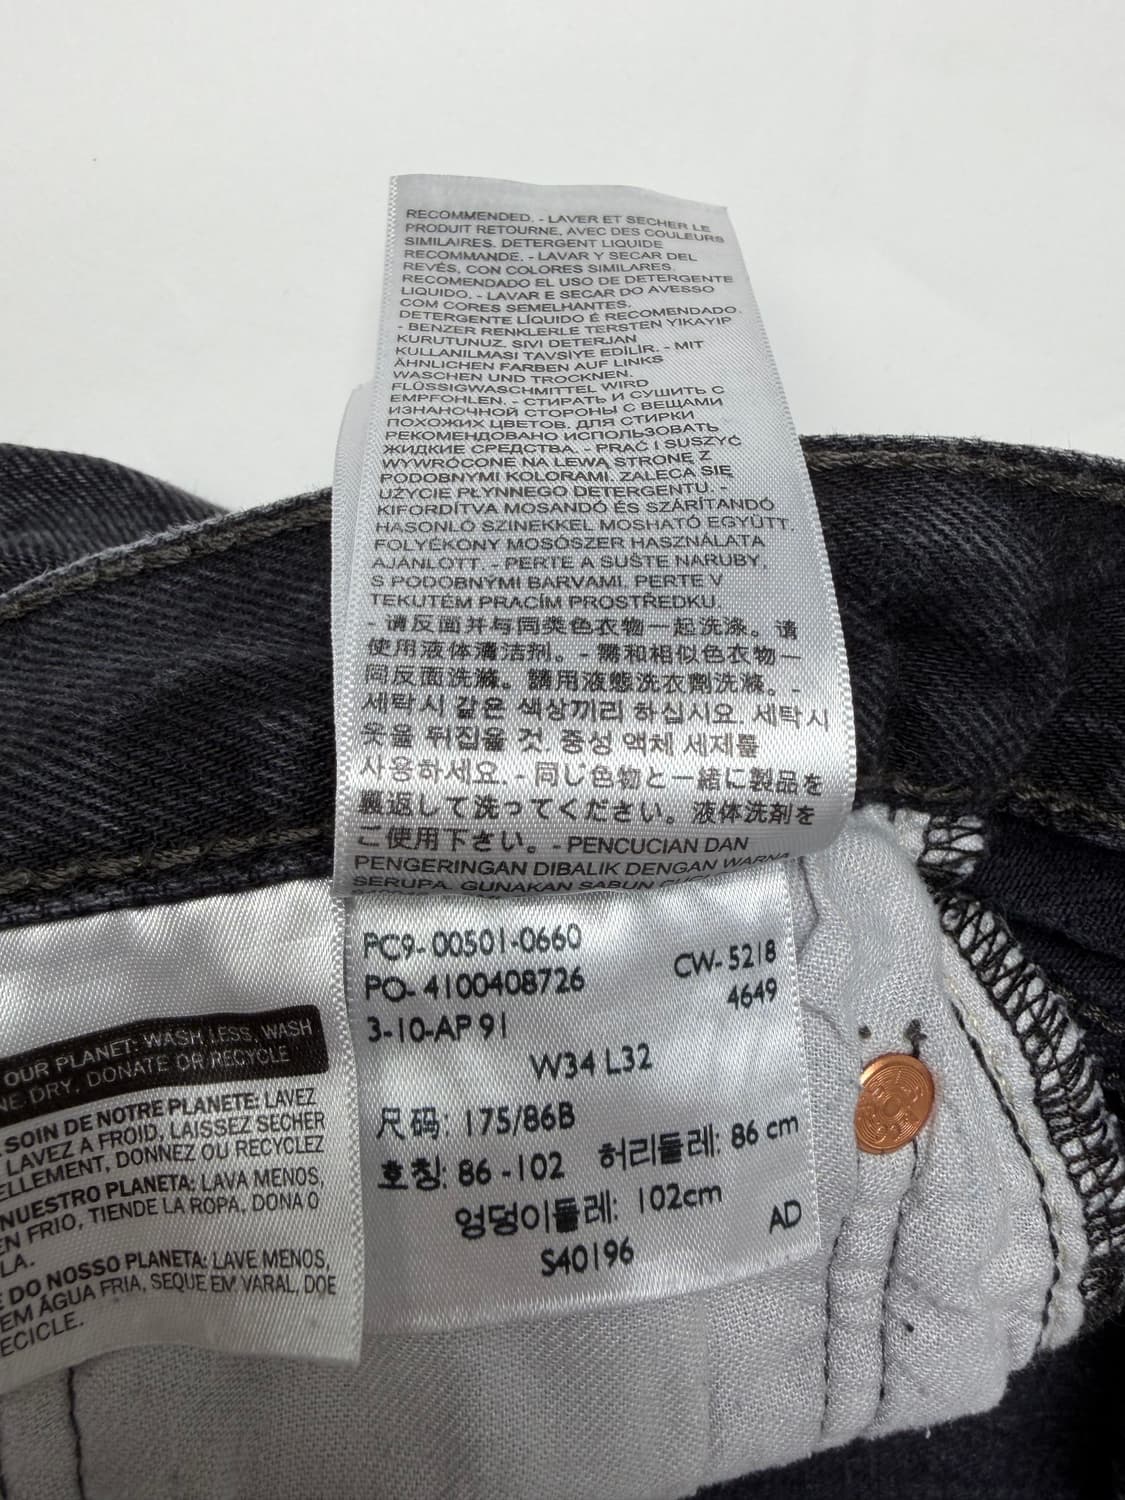 RECOMMENDED. - LAVER ET SECHER LE
PRODUIT RETOURNE, AVEC DES COULEURS
SIMILAIRES. DETERGENT LIQUIDE
RECOMMANDE. - LAVAR Y SECAR DEL
REVÉS, CON COLORES SIMILARES.
RECOMENDADO EL USO DE DETERGENTE
LIQUIDO. - LAVAR E SECAR DO AVESSO
COM CORES SEMELHANTES.
DETERGENTE LÍQUIDO É RECOMENDADO.
- BENZER RENKLERLE TERSTEN YIKAYIP
KURUTUNUZ. SIVI DETERJAN
KULLANILMASI TAVSİYE EDİLİR. - MIT
ÄHNLICHEN FARBEN AUF LINKS
WASCHEN UND TROCKNEN.
FLÜSSIGWASCHMITTEL WIRD
EMPFOHLEN. - СТИРАТЬ И СУШИТЬ С
ИЗНАНОЧНОЙ СТОРОНЫ С ВЕЩАМИ
ПОХОЖИХ ЦВЕТОВ. ДЛЯ СТИРКИ
РЕКОМЕНДОВАНО ИСПОЛЬЗОВАТЬ
ЖИДКИЕ СРЕДСТВА. - PRAĆ I SUSZYĆ
WYWRÓCONE NA LEWĄ STRONĘ Z
PODOBNYMI KOLORAMI. ZALECA SIĘ
UŻYCIE PŁYNNEGO DETERGENTU. -
KIFORDÍTVA MOSANDÓ ÉS SZÁRÍTANDÓ
HASONLÓ SZINEKKEL MOSHATÓ EGYÜTT.
FOLYÉKONY MOSÓSZER HASZNÁLATA
AJÁNLOTT. - PERTE A SUŠTE NARUBY,
S PODOBNÝMI BARVAMI. PERTE V
TEKUTÉM PRACÍM PROSTŘEDKU.
- 请反面并与同类色衣物一起洗涤。请
使用液体清洁剂。- 需和相似色衣物一
同反面洗滌。請用液態洗衣劑洗滌。-
세탁시 같은 색상끼리 하십시요. 세탁시
옷을 뒤집을 것. 중성 액체 세제를
사용하세요. - 同じ色物と一緒に製品を
裏返して洗ってください。液体洗剤を
ご使用下さい。- PENCUCIAN DAN
PENGERINGAN DIBALIK DENGAN WARNA
SERUPA. GUNAKAN SABUN
PC9-00501-0660
CW-5218
PO-4100408726
4649
3-10-AP 91
W34 L32
尺码: 175/86B
호칭: 86 -102 허리둘레: 86 cm
엉덩이둘레: 102cm
AD
S40196
OUR PLANET: WASH LESS, WASH
NE DRY, DONATE OR RECYCLE
SOIN DE NOTRE PLANETE: LAVEZ
LAVEZ A FROID, LAISSEZ SECHER
ELLEMENT, DONNEZ OU RECYCLEZ
NUESTRO PLANETA: LAVA MENOS,
EN FRIO, TIENDE LA ROPA, DONA O
LA.
E DO NOSSO PLANETA: LAVE MENOS,
EM ÁGUA FRIA, SEQUE EM VARAL, DOE
ECICLE.